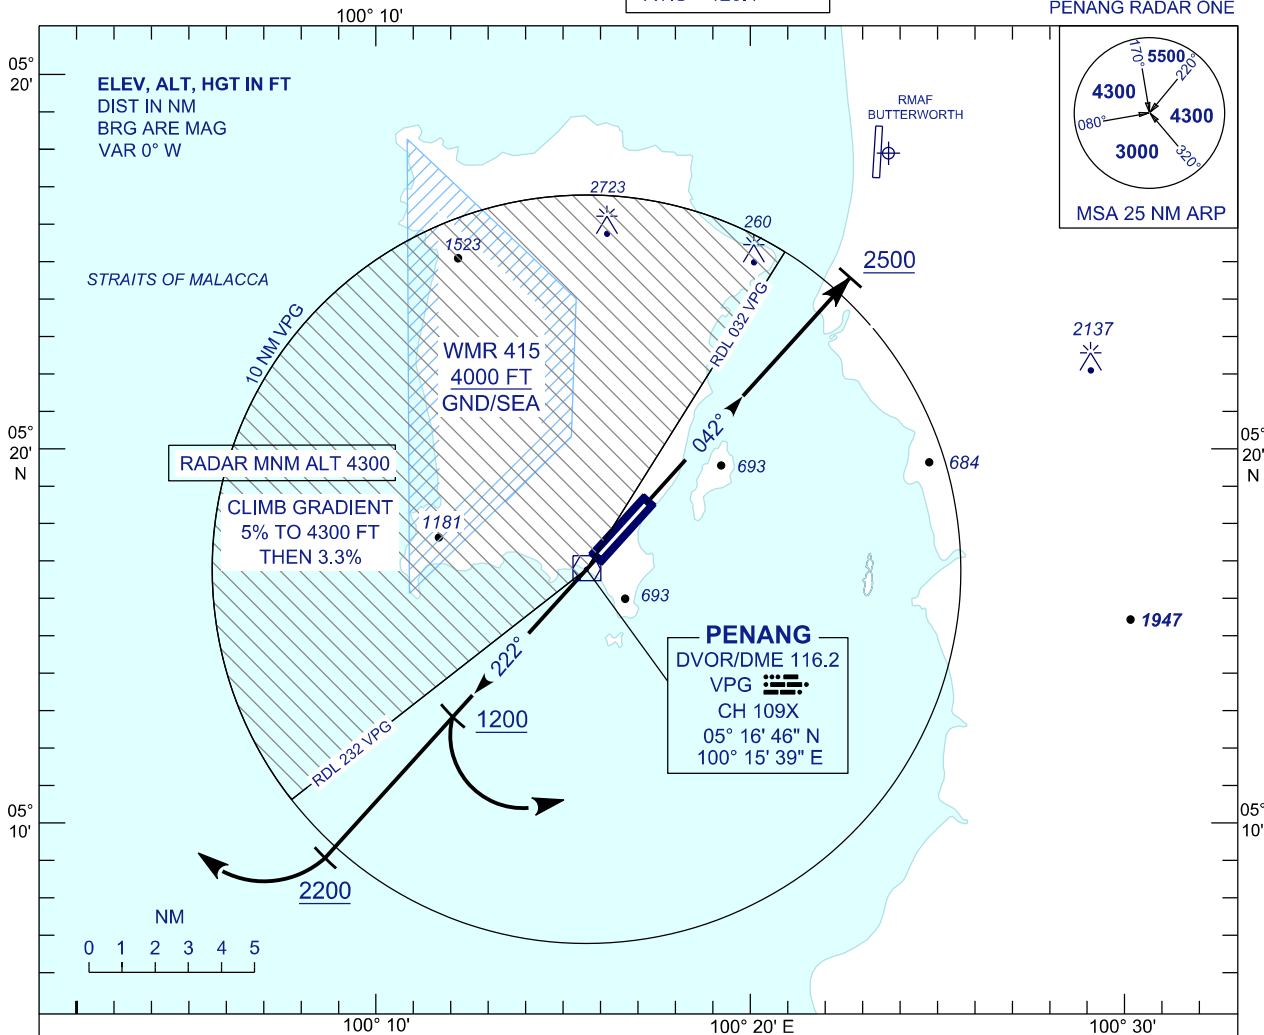 PENANG RADAR ONE
100° 10'
05°
20'
ELEV, ALT, HGT IN FT
DIST IN NM
BRG ARE MAG
VAR 0° W
RMAF
BUTTERWORTH
170°
5500
220°
4300
4300
080°
3000
320°
MSA 25 NM ARP
2723
260
1523
2500
STRAITS OF MALACCA
10 NM VPG
RDL 032 VPG
2137
WMR 415
4000 FT
GND/SEA
042°
05°
20'
N
05°
20'
N
RADAR MNM ALT 4300
693
684
CLIMB GRADIENT
5% TO 4300 FT
THEN 3.3%
1181
693
1947
PENANG
DVOR/DME 116.2
VPG
CH 109X
05° 16' 46" N
100° 15' 39" E
222°
1200
RDL 232 VPG
05°
10'
05°
10'
2200
NM
0 1 2 3 4 5
100° 10'
100° 20' E
100° 30'